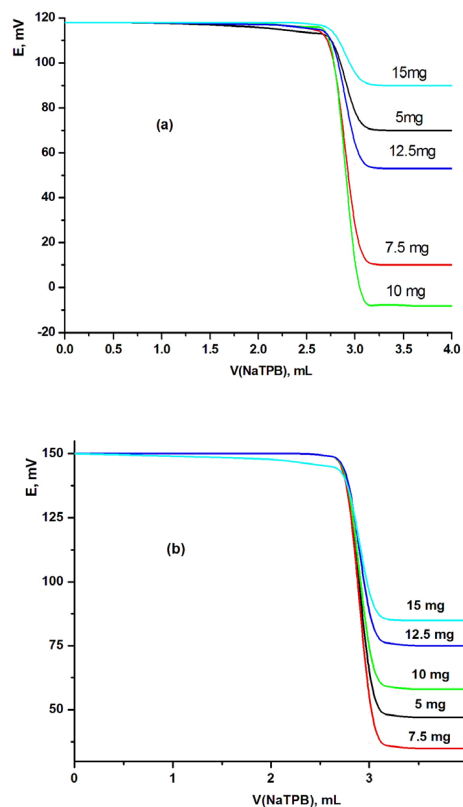 120
100
80
60
40
20
0
-20
E, mV
(a)
15mg
5mg
12.5mg
7.5 mg
10 mg
0.0 0.5 1.0 1.5 2.0 2.5 3.0 3.5 4.0
V(NaTPB), mL
150
125
100
75
50
E, mV
(b)
15 mg
12.5 mg
10 mg
5 mg
7.5 mg
0 1 2 3
V(NaTPB), mL